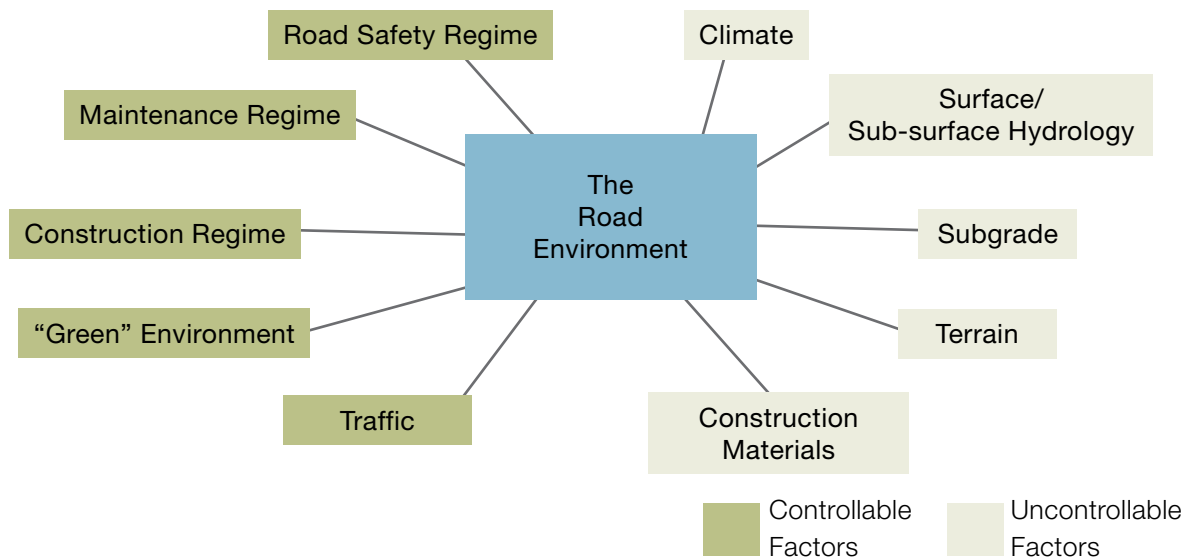 Road Safety Regime
Climate
Maintenance Regime
Surface/
Sub-surface Hydrology
The
Road
Environment
Construction Regime
Subgrade
“Green” Environment
Terrain
Traffic
Construction
Materials
Controllable
Factors
Uncontrollable
Factors